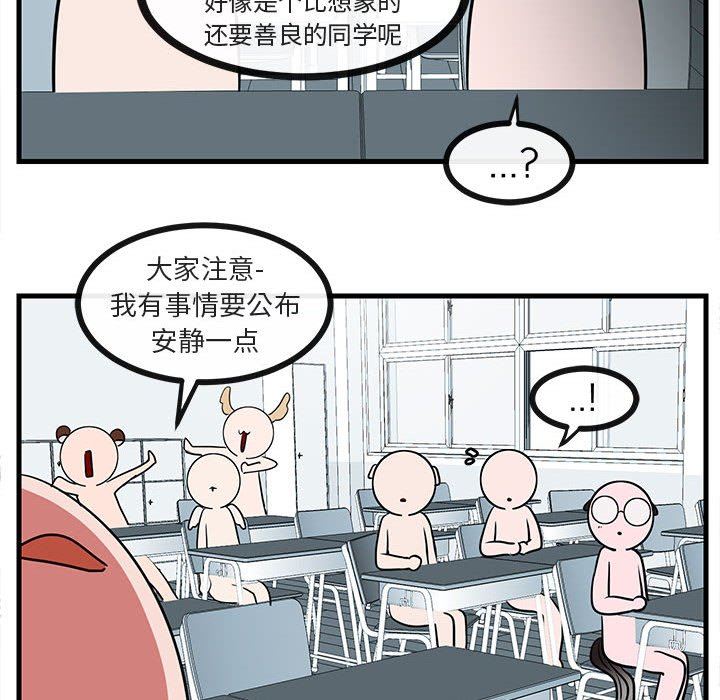 好像是个比想象的
还要善良的同学呢
...?
大家注意-
我有事情要公布
安静一点
..!